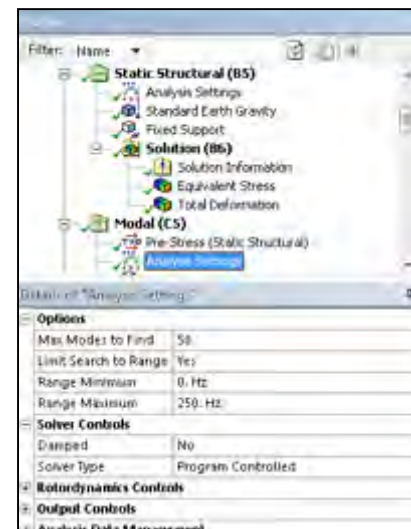 Filter: Name
Static Structural (B5)
Analysis Settings
Standard Earth Gravity
Fixed Support
Solution (B6)
Solution Information
Equivalent Stress
Total Deformation
Modal (C5)
Pre-Stress (Static Structural)
Analysis Settings
Details of "Analysis Settings"
Options
Max Modes to Find 50
Limit Search to Range Yes
Range Minimum 0. Hz
Range Maximum 250. Hz
Solver Controls
Damped No
Solver Type Program Controlled
Rotordynamics Controls
Output Controls
Analysis Data Management